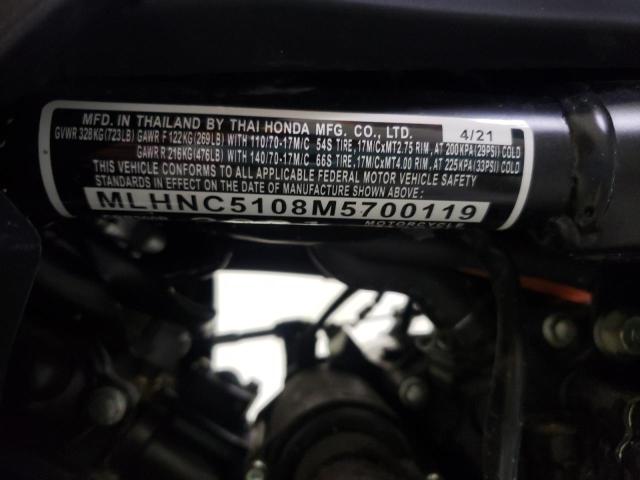 MFD. IN THAILAND BY THAI HONDA MFG. CO., LTD. 4/21
GVWR 328KG(723LB) GAWR F 122KG(269LB) WITH 110/70-17M/C 54S TIRE,17M/CxMT2.75 RIM, AT 200KPA(29PSI) COLD
GAWR R 216KG(476LB) WITH 140/70-17M/C 66S TIRE,17M/CxMT4.00 RIM, AT 225KPA(33PSI) COLD
THIS VEHICLE CONFORMS TO ALL APPLICABLE FEDERAL MOTOR VEHICLE SAFETY
STANDARDS IN EFFECT ON THE DATE OF MANUFACTURE SHOWN ABOVE.
MLHNC5108M5700119
MOTORCYCLE